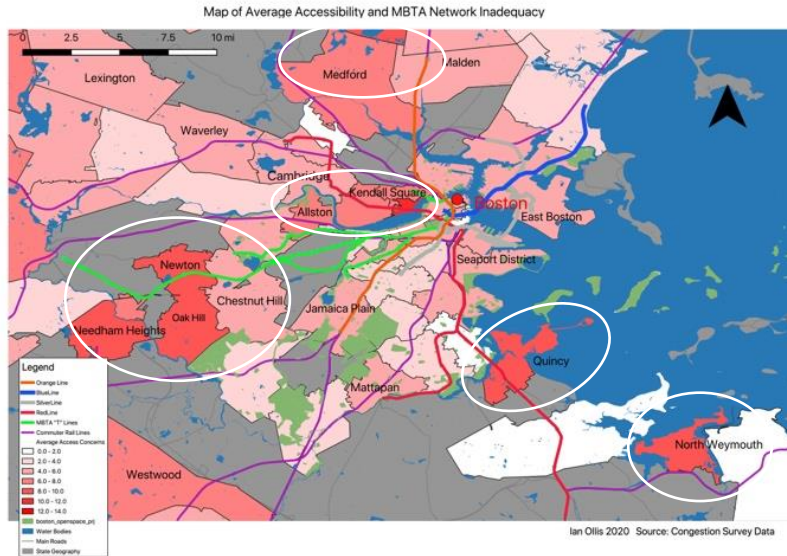 Map of Average Accessibility and MBTA Network Inadequacy
0.0 2.5 5.0 7.5 10 mi
Medford
Malden
Lexington
Waverley
Cambridge
Kendall Square
Allston
Boston
East Boston
Newton
Seaport District
Chestnut Hill
Oak Hill
Jamaica Plain
Needham Heights
Quincy
Mattapan
North Weymouth
Westwood
Legend
Orange Line
BlueLine
SilverLine
RedLine
MBTA "T" Lines
Commuter Rail Lines
Average Access Concerns
0.0 - 2.0
2.0 - 4.0
4.0 - 6.0
6.0 - 8.0
8.0 - 10.0
10.0 - 12.0
12.0 - 14.0
boston_openspace_prj
Water Bodies
Main Roads
State Geography
Ian Ollis 2020 Source: Congestion Survey Data